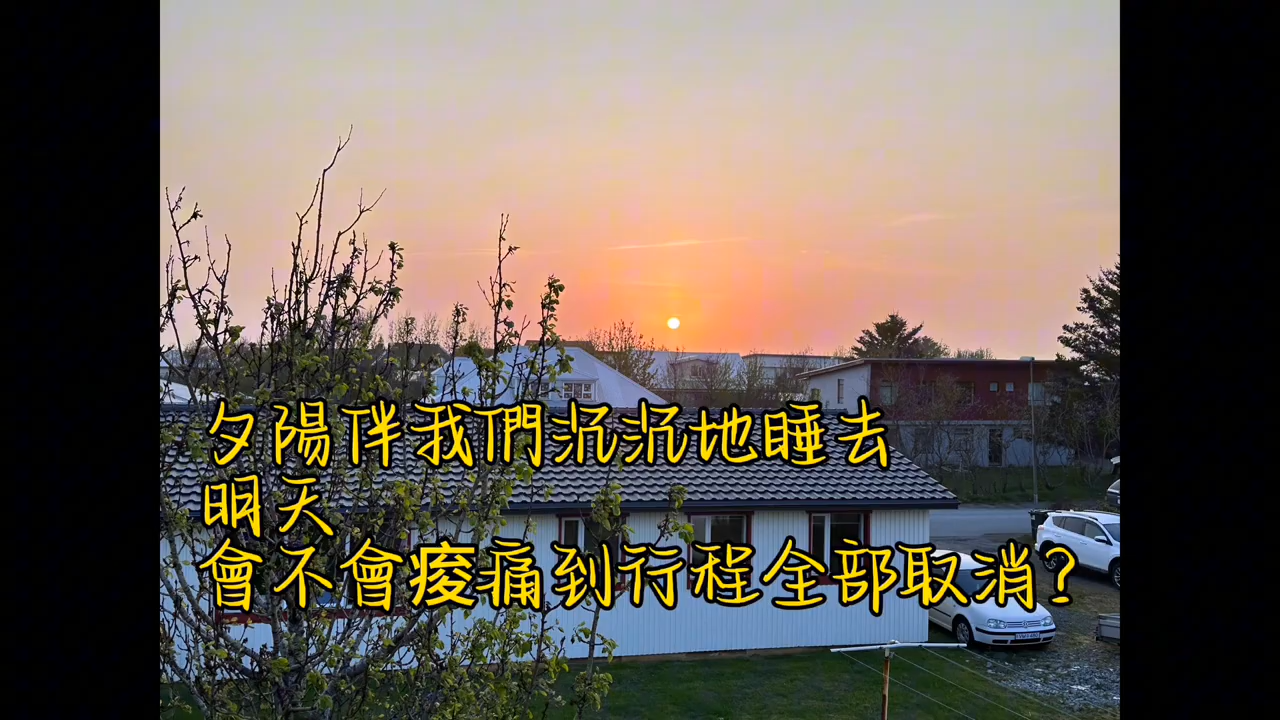 夕陽伴我們沉沉地睡去
明天
會不會痠痛到行程全部取消?